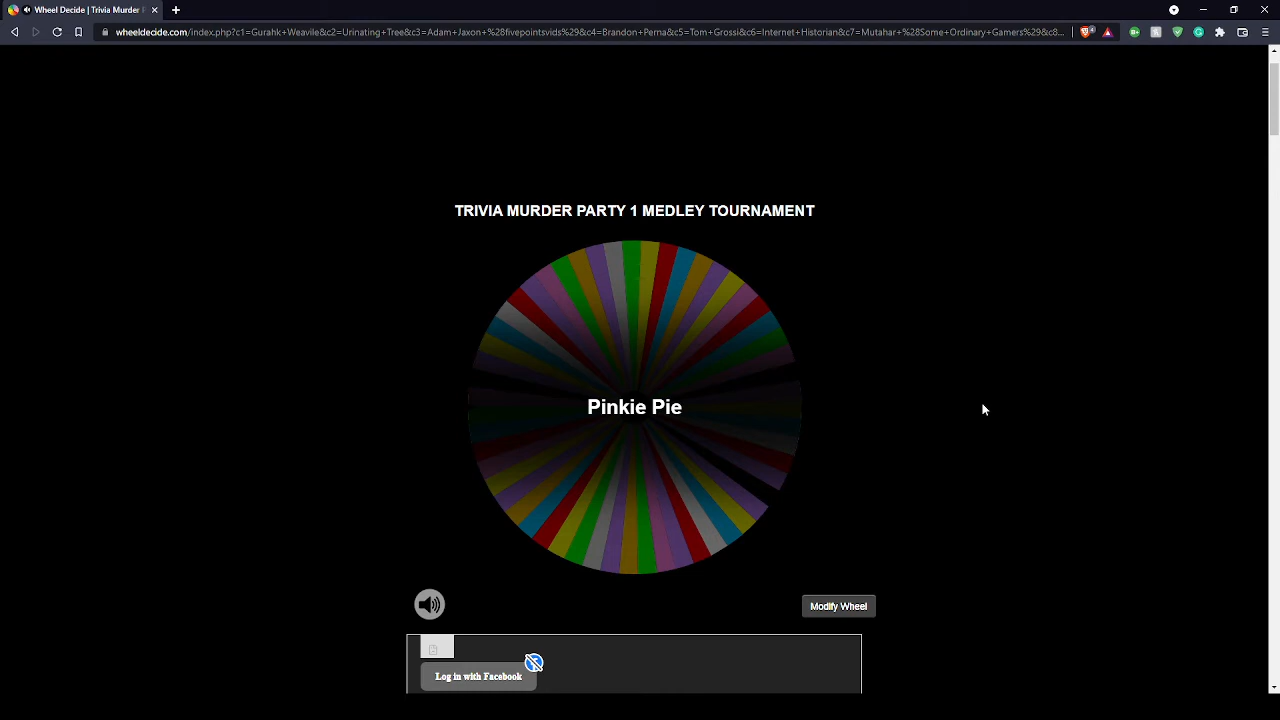 Wheel Decide | Trivia Murder P
wheeldecide.com/index.php?c1=Gurahk+Weavile&c2=Urinating+Tree&c3=Adam+Jaxon+%28fivepointsvids%29&c4=Brandon+Perna&c5=Tom+Grossi&c6=Internet+Historian&c7=Mutahar+%28Some+Ordinary+Gamers%29&c8...
TRIVIA MURDER PARTY 1 MEDLEY TOURNAMENT
Pinkie Pie
Modify Wheel
Log in with Facebook